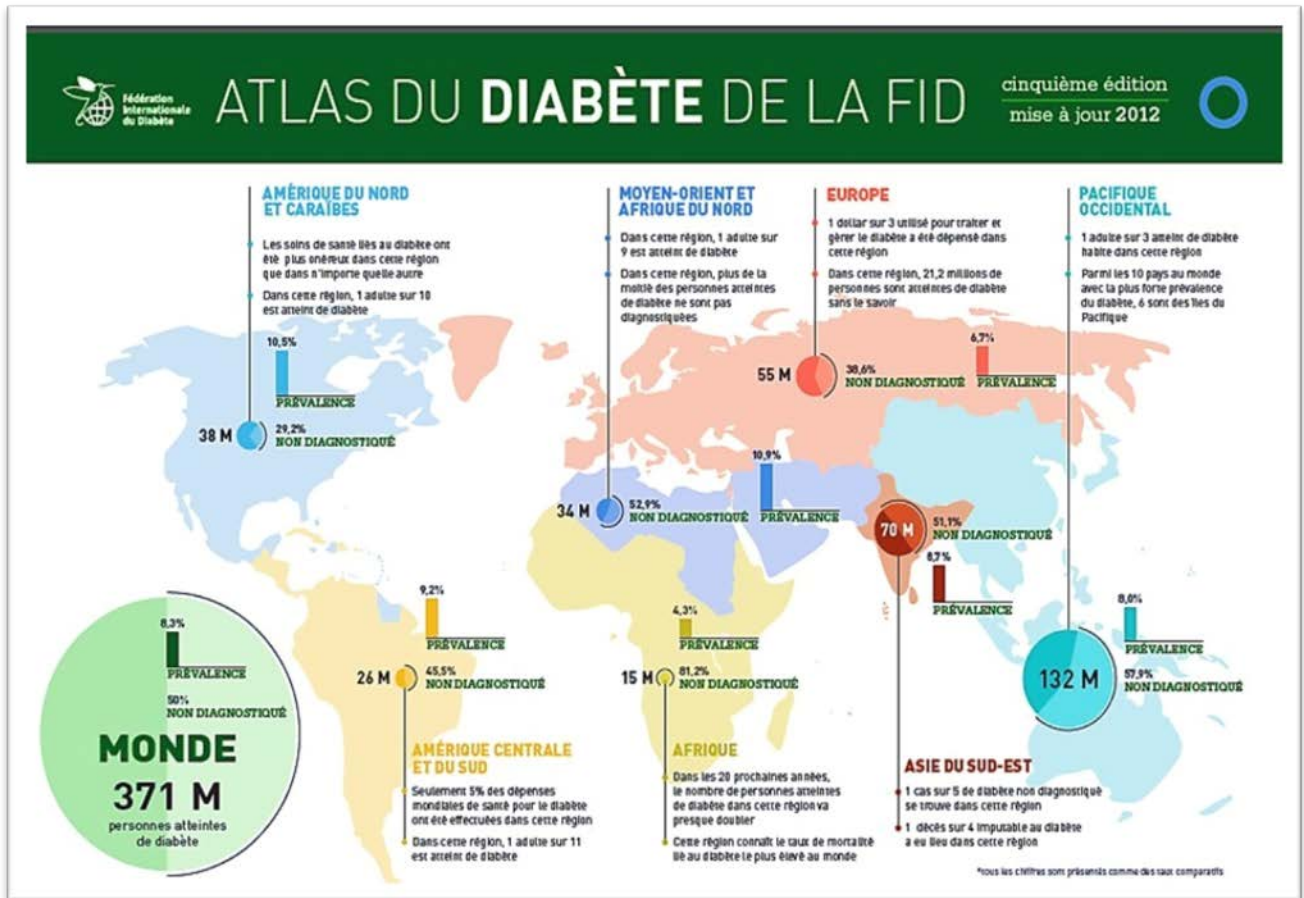 Fédération
Internationale
du Diabète
ATLAS DU DIABÈTE DE LA FID
cinquième édition
mise à jour 2012
AMÉRIQUE DU NORD
ET CARAÏBES
Les soins de santé liés au diabète ont
été plus onéreux dans cette région
que dans n'importe quelle autre
Dans cette région, 1 adulte sur 10
est atteint de diabète
10,5%
PRÉVALENCE
38 M
29,2%
NON DIAGNOSTIQUÉ
MOYEN-ORIENT ET
AFRIQUE DU NORD
Dans cette région, 1 adulte sur
9 est atteint de diabète
Dans cette région, plus de la
moitié des personnes atteintes
de diabète ne sont pas
diagnostiquées
34 M
52,9%
NON DIAGNOSTIQUÉ
10,9%
PRÉVALENCE
EUROPE
1 dollar sur 3 utilisé pour traiter et
gérer le diabète a été dépensé dans
cette région
Dans cette région, 21,2 millions de
personnes sont atteintes de diabète
sans le savoir
55 M
38,6%
NON DIAGNOSTIQUÉ
6,7%
PRÉVALENCE
PACIFIQUE
OCCIDENTAL
1 adulte sur 3 atteint de diabète
habite dans cette région
Parmi les 10 pays au monde
avec la plus forte prévalence
du diabète, 6 sont des îles du
Pacifique
8,0%
PRÉVALENCE
132 M
57,9%
NON DIAGNOSTIQUÉ
70 M
51,1%
NON DIAGNOSTIQUÉ
8,7%
PRÉVALENCE
ASIE DU SUD-EST
1 cas sur 5 de diabète non diagnostiqué
se trouve dans cette région
1 décès sur 4 imputable au diabète
a eu lieu dans cette région
9,2%
PRÉVALENCE
26 M
45,5%
NON DIAGNOSTIQUÉ
AMÉRIQUE CENTRALE
ET DU SUD
Seulement 5% des dépenses
mondiales de santé pour le diabète
ont été effectuées dans cette région
Dans cette région, 1 adulte sur 11
est atteint de diabète
4,3%
PRÉVALENCE
15 M
81,2%
NON DIAGNOSTIQUÉ
AFRIQUE
Dans les 20 prochaines années,
le nombre de personnes atteintes
de diabète dans cette région va
presque doubler
Cette région connaît le taux de mortalité
lié au diabète le plus élevé au monde
8,3%
PRÉVALENCE
50%
NON DIAGNOSTIQUÉ
MONDE
371 M
personnes atteintes
de diabète
*tous les chiffres sont présentés comme des taux comparatifs